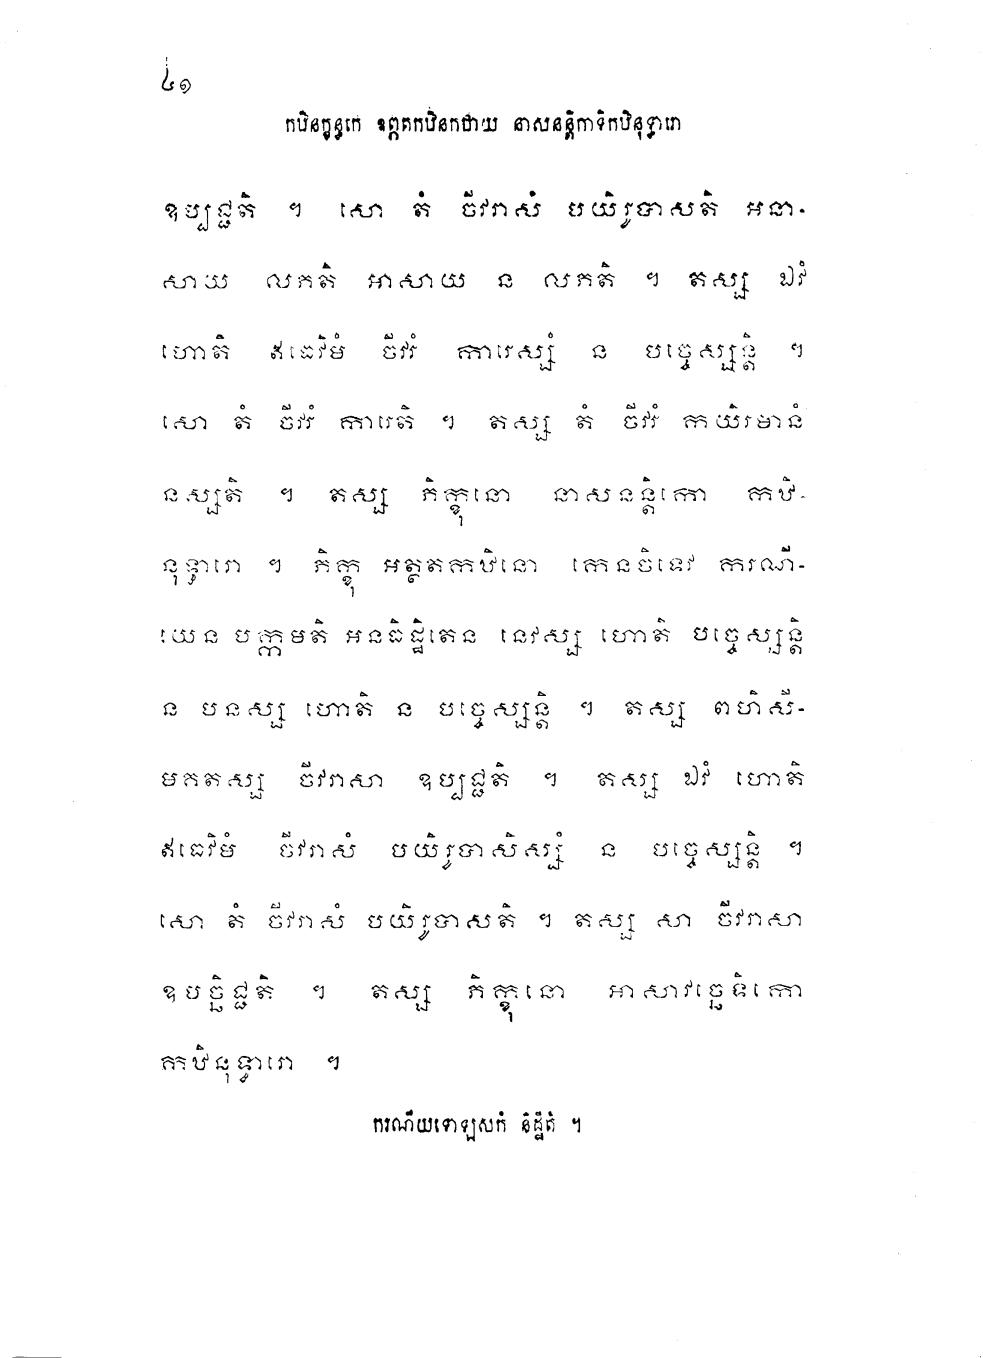 ៤១
កឋិនក្ខន្ធកេ ឧព្ភតកឋិនកថាយ នាសនន្តិកាទិកឋិនុទ្ធារោ
ឧប្បជ្ជតិ ។ សោ តំ ចីវរាសំ បយិរូបាសតិ អនា-
សាយ លភតិ អាសាយ ន លភតិ ។ តស្ស ឯវំ
ហោតិ ឥធេវិមំ ចីវរំ ការេស្សំ ន បច្ចេស្សន្តិ ។
សោ តំ ចីវរំ ការេតិ ។ តស្ស តំ ចីវរំ កយិរមានំ
នស្សតិ ។ តស្ស ភិក្ខុនោ នាសនន្តិកោ កឋិ-
នុទ្ធារោ ។ ភិក្ខុ អត្ថតកឋិនោ កេនចិទេវ ករណី-
យេន បក្កមតិ អនធិដ្ឋិតេន នេវស្ស ហោតិ បច្ចេស្សន្តិ
ន បនស្ស ហោតិ ន បច្ចេស្សន្តិ ។ តស្ស ពហិសី-
មគតស្ស ចីវរាសា ឧប្បជ្ជតិ ។ តស្ស ឯវំ ហោតិ
ឥធេវិមំ ចីវរាសំ បយិរូបាសិស្សំ ន បច្ចេស្សន្តិ ។
សោ តំ ចីវរាសំ បយិរូបាសតិ ។ តស្ស សា ចីវរាសា
ឧបច្ឆិជ្ជតិ ។ តស្ស ភិក្ខុនោ អាសាវច្ឆេទិកោ
កឋិនុទ្ធារោ ។
ករណីយទោឡសកំ និដ្ឋិតំ ។